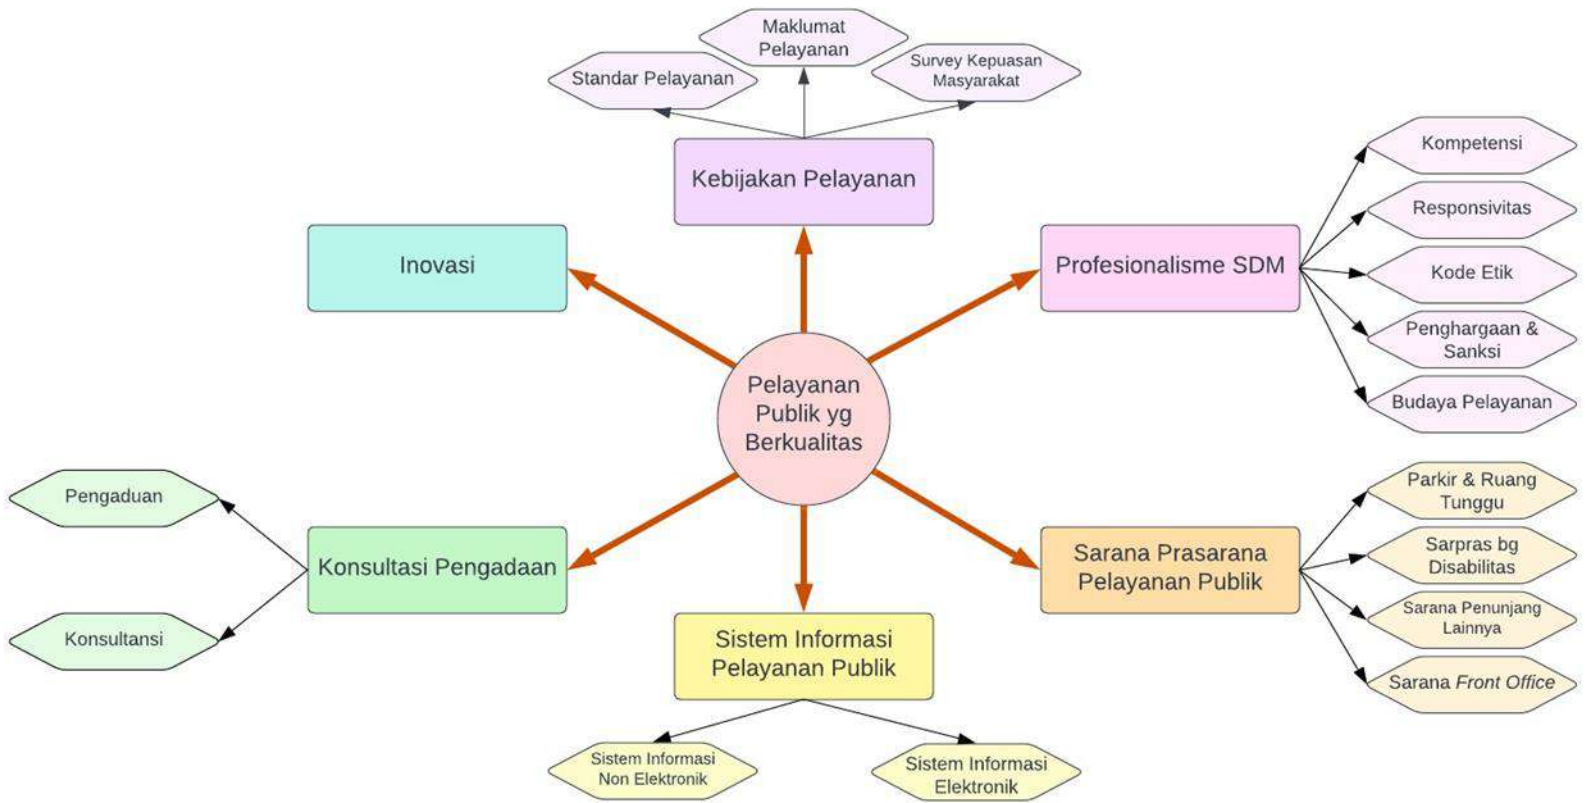 Maklumat
Pelayanan
Standar Pelayanan
Survey Kepuasan
Masyarakat
Kebijakan Pelayanan
Inovasi
Profesionalisme SDM
Kompetensi
Responsivitas
Kode Etik
Penghargaan &
Sanksi
Budaya Pelayanan
Pelayanan
Publik yg
Berkualitas
Pengaduan
Konsultasi Pengadaan
Konsultansi
Sarana Prasarana
Pelayanan Publik
Parkir & Ruang
Tunggu
Sarpras bg
Disabilitas
Sarana Penunjang
Lainnya
Sarana Front Office
Sistem Informasi
Pelayanan Publik
Sistem Informasi
Non Elektronik
Sistem Informasi
Elektronik